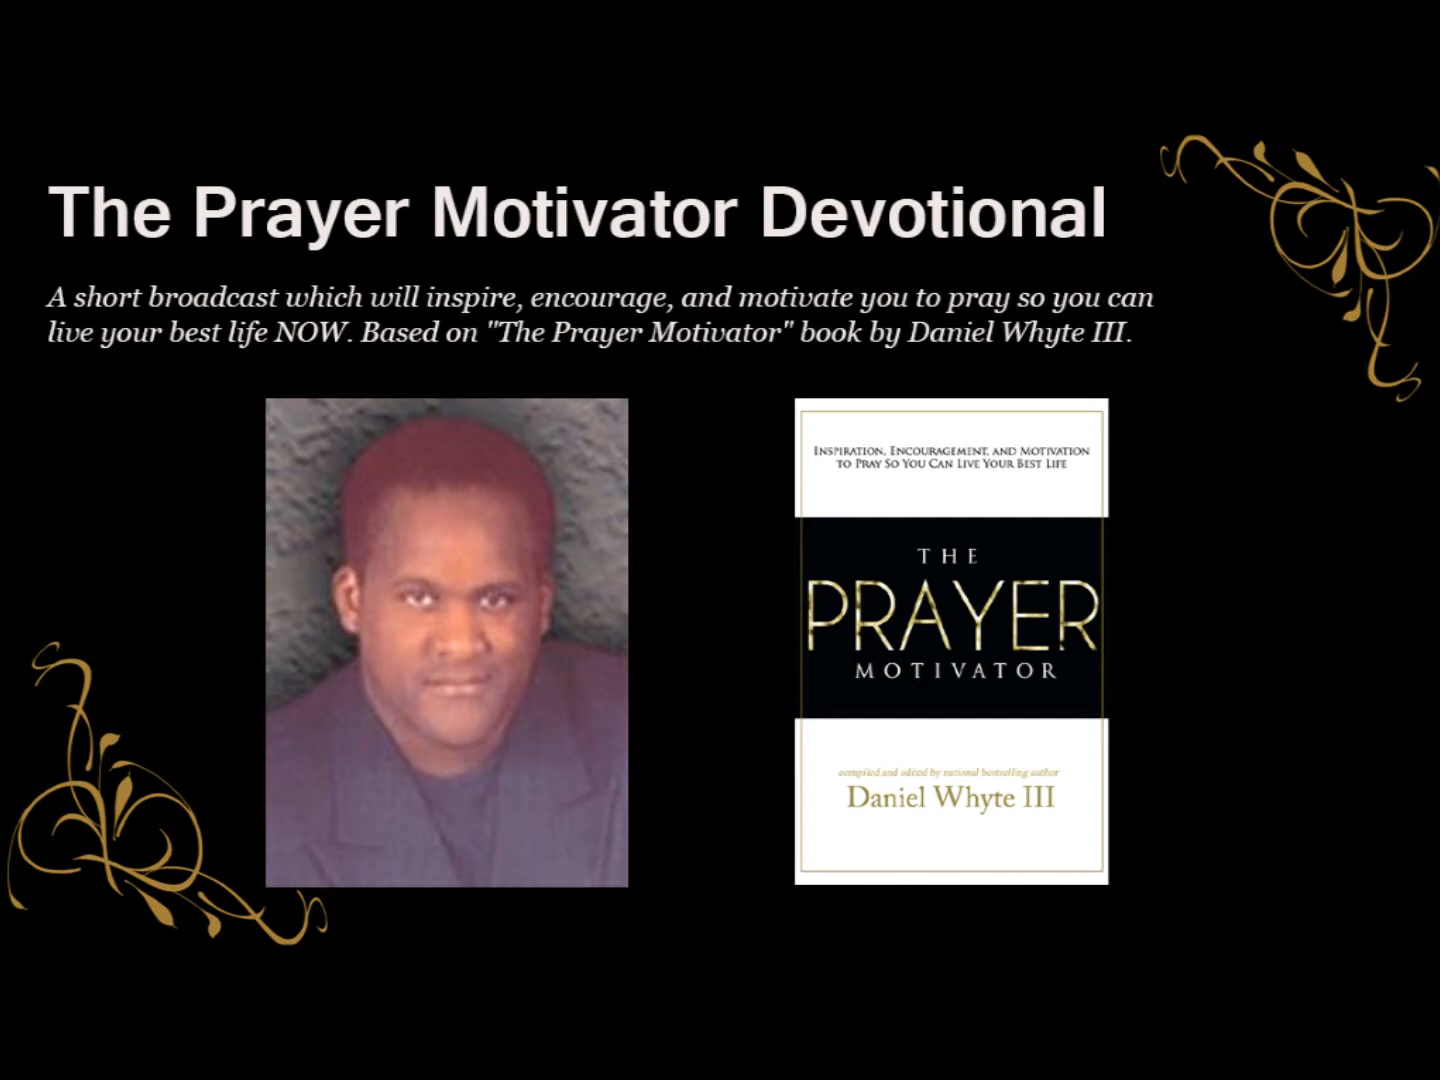 The Prayer Motivator Devotional
A short broadcast which will inspire, encourage, and motivate you to pray so you can
live your best life NOW. Based on "The Prayer Motivator" book by Daniel Whyte III.
INSPIRATION, ENCOURAGEMENT, AND MOTIVATION
TO PRAY SO YOU CAN LIVE YOUR BEST LIFE
THE
PRAYER
MOTIVATOR
compiled and edited by national bestselling author
Daniel Whyte III